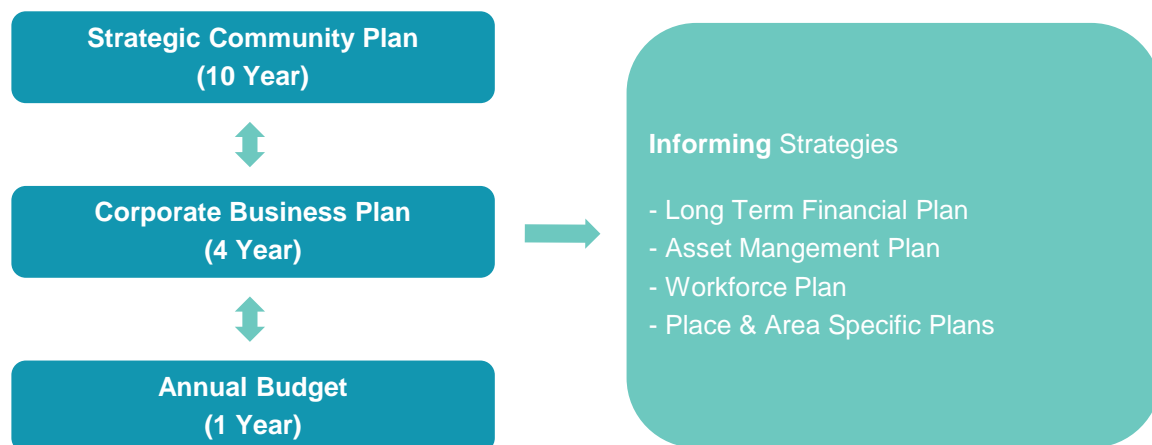 Strategic Community Plan
(10 Year)
Corporate Business Plan
(4 Year)
Annual Budget
(1 Year)
Informing Strategies
- Long Term Financial Plan
- Asset Mangement Plan
- Workforce Plan
- Place & Area Specific Plans